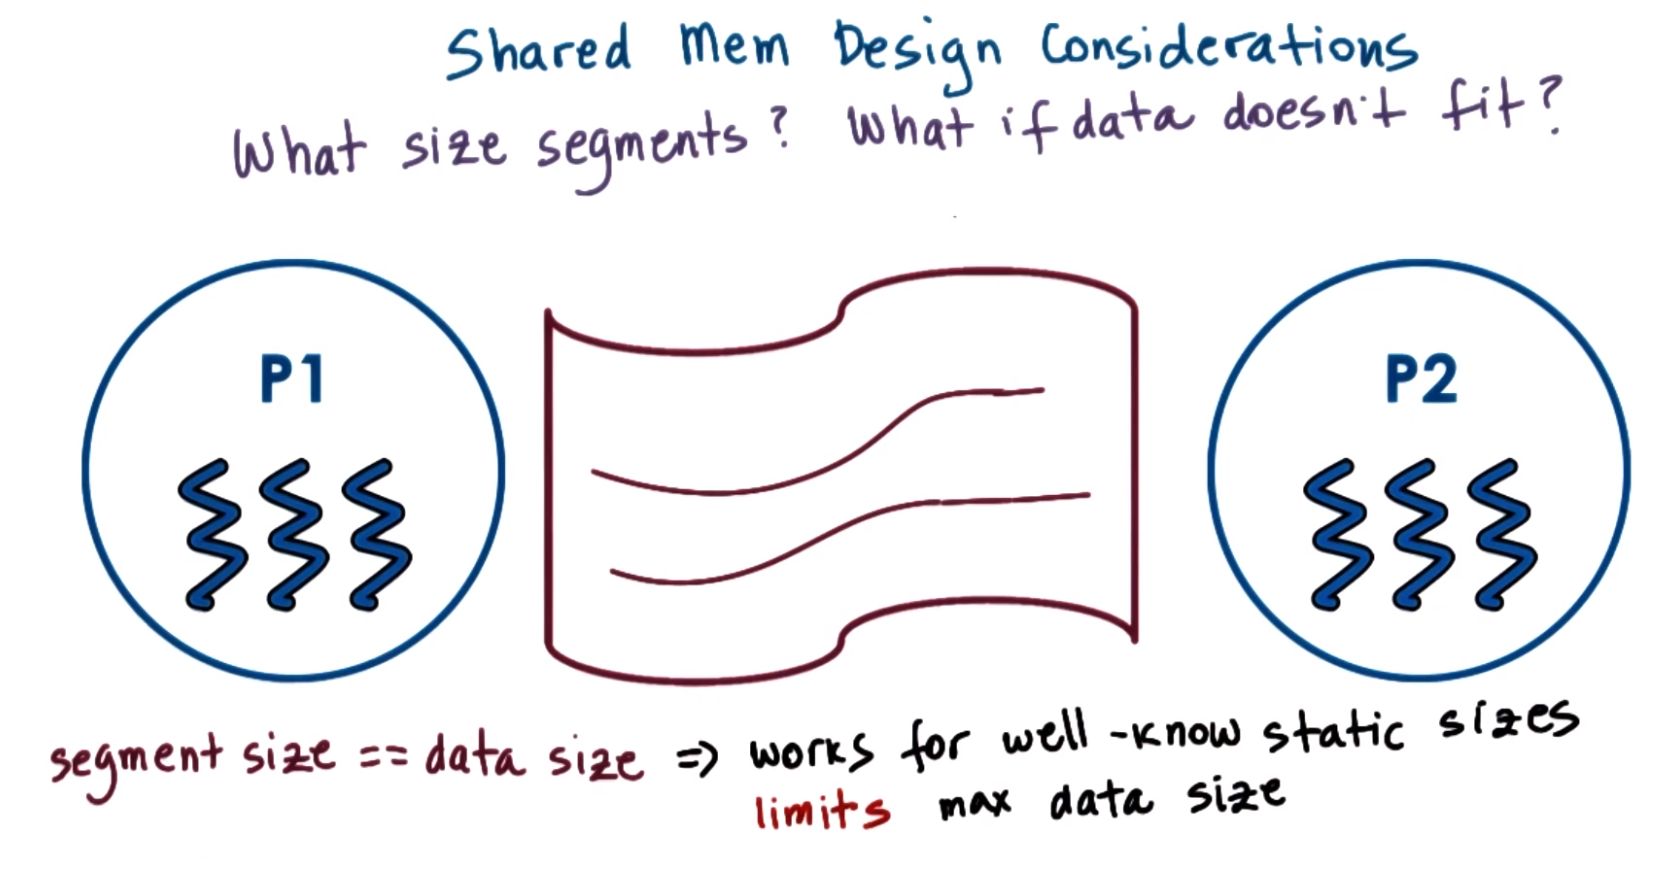 Shared Mem Design Considerations
What size segments? What if data doesn't fit?
P1
P2
segment size == data size => works for well-know static sizes
limits max data size